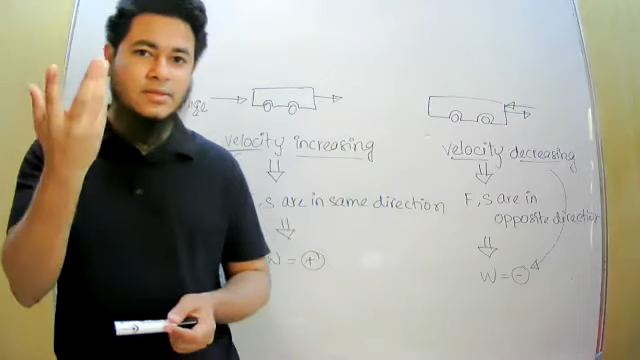 velocity increasing
,s are in same direction
W = +
velocity decreasing
F, s are in
opposite direction
W = -